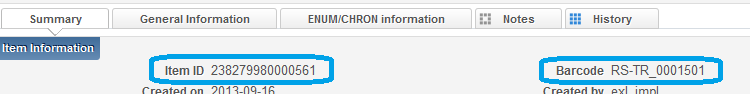 Summary General Information ENUM/CHRON information Notes History
Item Information
Item ID 238279980000561 Barcode RS-TR_0001501
Created on 2013-09-16 Created by exl_impl